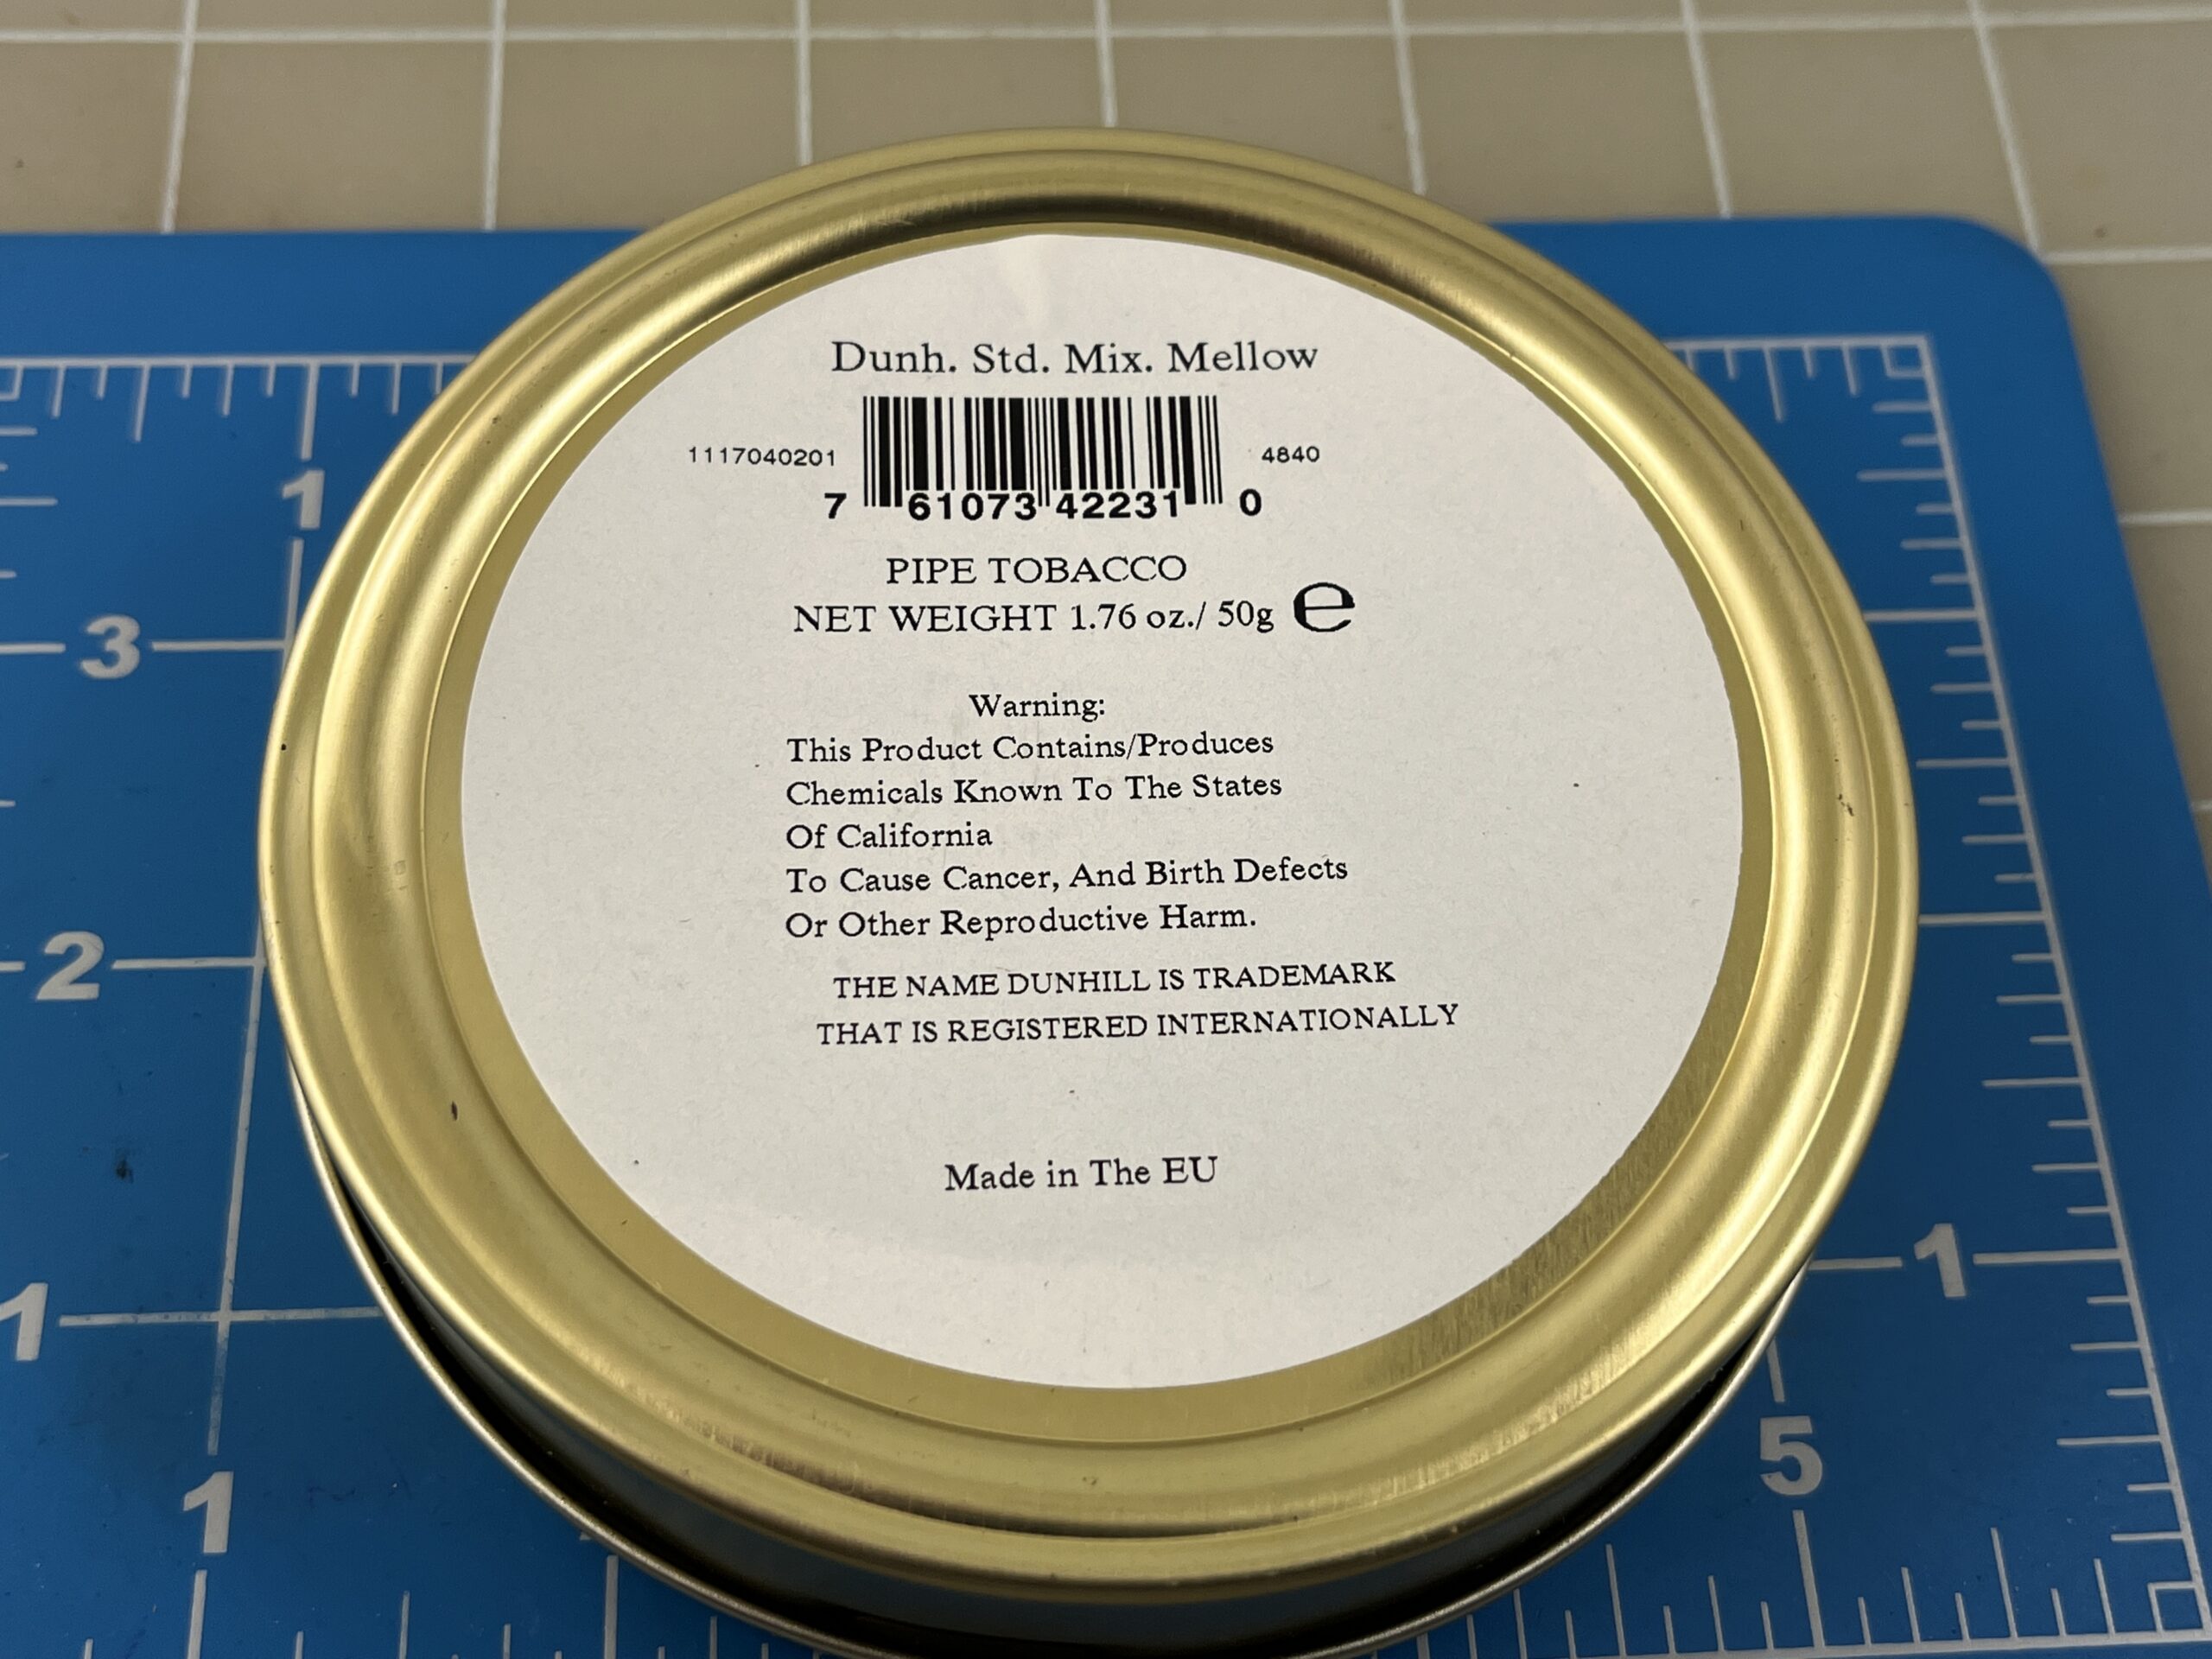 Dunh. Std. Mix. Mellow
1117040201 4840
7 61073 42231 0
PIPE TOBACCO
NET WEIGHT 1.76 oz./ 50g e
Warning:
This Product Contains/Produces
Chemicals Known To The States
Of California
To Cause Cancer, And Birth Defects
Or Other Reproductive Harm.
THE NAME DUNHILL IS TRADEMARK
THAT IS REGISTERED INTERNATIONALLY
Made in The EU
1
3
2
1
1
1
5